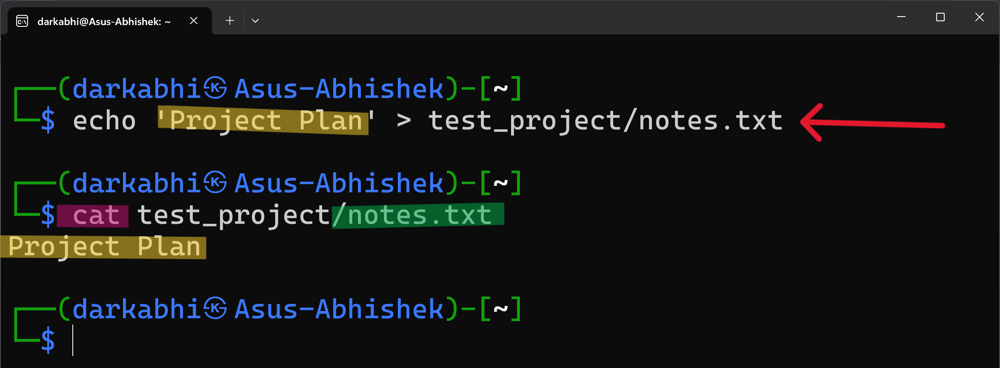 darkabhi@Asus-Abhishek: ~
┌──(darkabhi㉿Asus-Abhishek)-[~]
└─$ echo 'Project Plan' > test_project/notes.txt
┌──(darkabhi㉿Asus-Abhishek)-[~]
└─$ cat test_project/notes.txt
Project Plan
┌──(darkabhi㉿Asus-Abhishek)-[~]
└─$